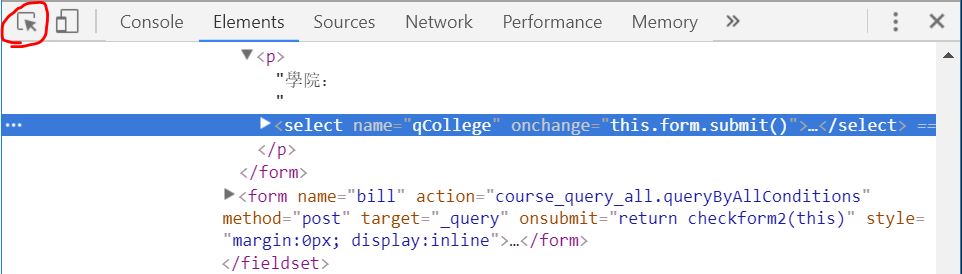 Console Elements Sources Network Performance Memory »
▼<p>
"學院：
"
… ▶<select name="qCollege" onchange="this.form.submit()">…</select> ==
</p>
</form>
▶<form name="bill" action="course_query_all.queryByAllConditions"
method="post" target="_query" onsubmit="return checkform2(this)" style=
"margin:0px; display:inline">…</form>
</fieldset>